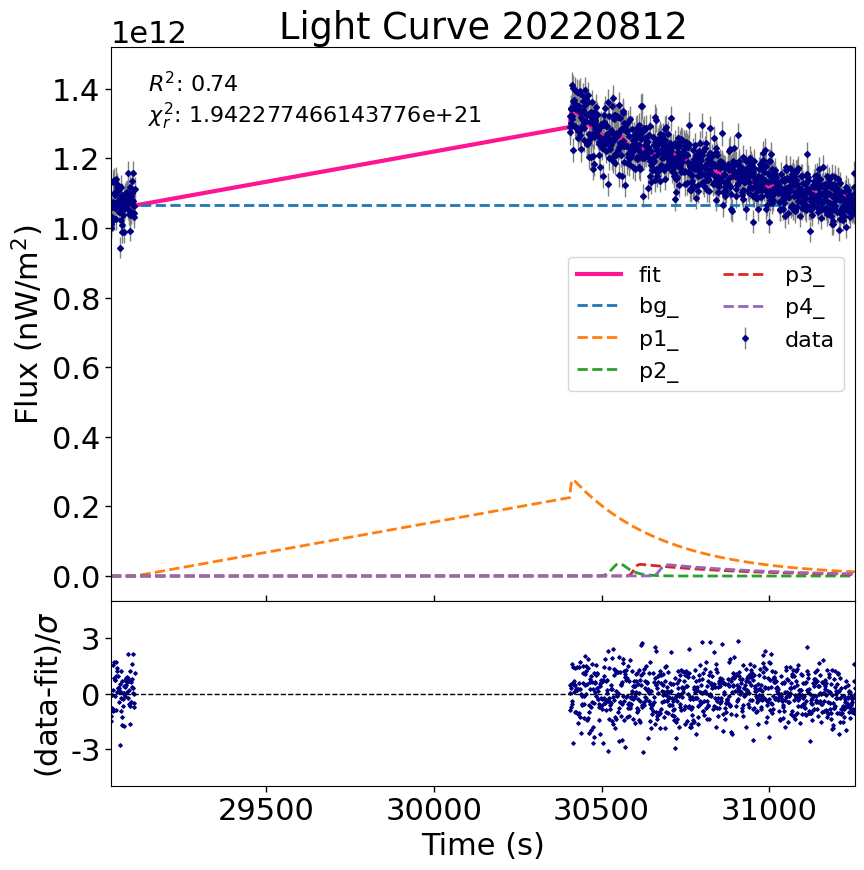 Light Curve 20220812
1e12
R²: 0.74
χ²ᵣ: 1.942277466143776e+21
1.4
1.2
1.0
0.8
0.6
0.4
0.2
0.0
Flux (nW/m²)
fit
bg_
p1_
p2_
p3_
p4_
data
3
0
-3
(data-fit)/σ
29500 30000 30500 31000
Time (s)